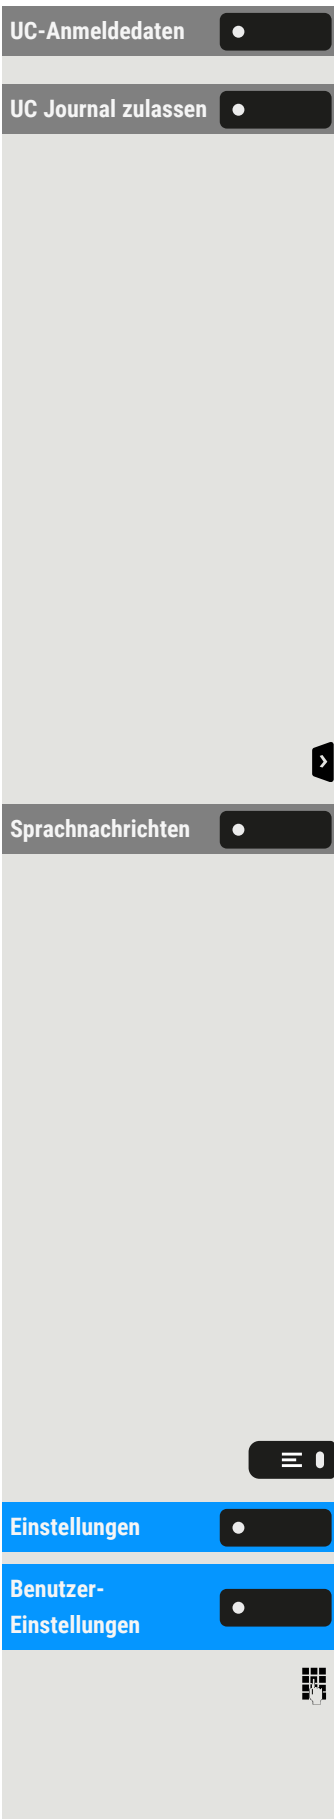 UC-Anmeldedaten
UC Journal zulassen
Sprachnachrichten
Einstellungen
Benutzer-
Einstellungen